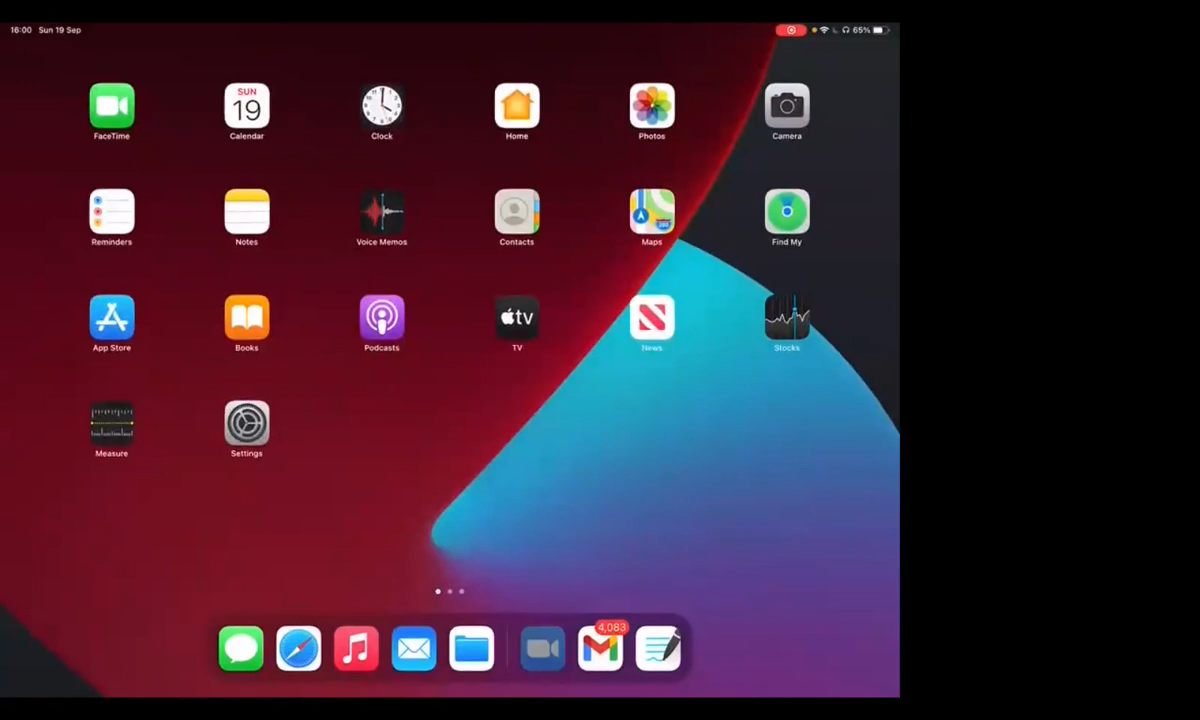 16:00 Sun 19 Sep
65%
SUN
19
FaceTime
Calendar
Clock
Home
Photos
Camera
Reminders
Notes
Voice Memos
Contacts
Maps
Find My
tv
App Store
Books
Podcasts
TV
News
Stocks
Measure
Settings
4,083